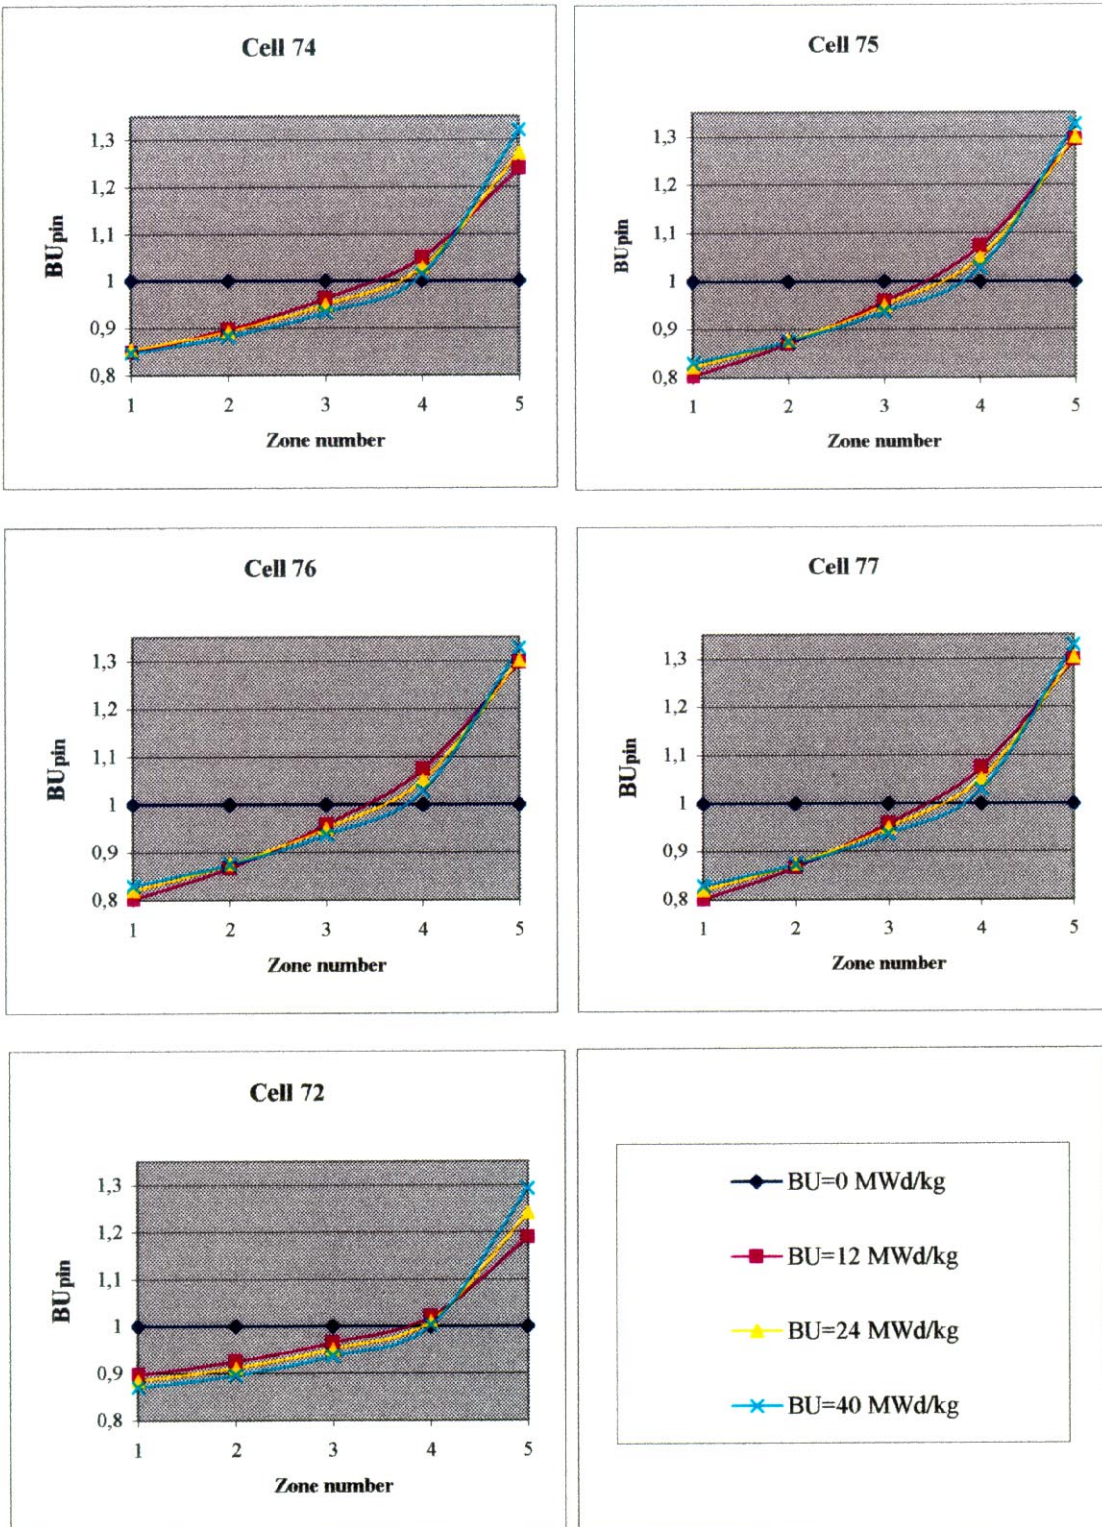 Cell 74
1,3
1,2
1,1
1
0,9
0,8
BUpin
1 2 3 4 5
Zone number
Cell 75
1,3
1,2
1,1
1
0,9
0,8
BUpin
1 2 3 4 5
Zone number
Cell 76
1,3
1,2
1,1
1
0,9
0,8
BUpin
1 2 3 4 5
Zone number
Cell 77
1,3
1,2
1,1
1
0,9
0,8
BUpin
1 2 3 4 5
Zone number
Cell 72
1,3
1,2
1,1
1
0,9
0,8
BUpin
1 2 3 4 5
Zone number
BU=0 MWd/kg
BU=12 MWd/kg
BU=24 MWd/kg
BU=40 MWd/kg